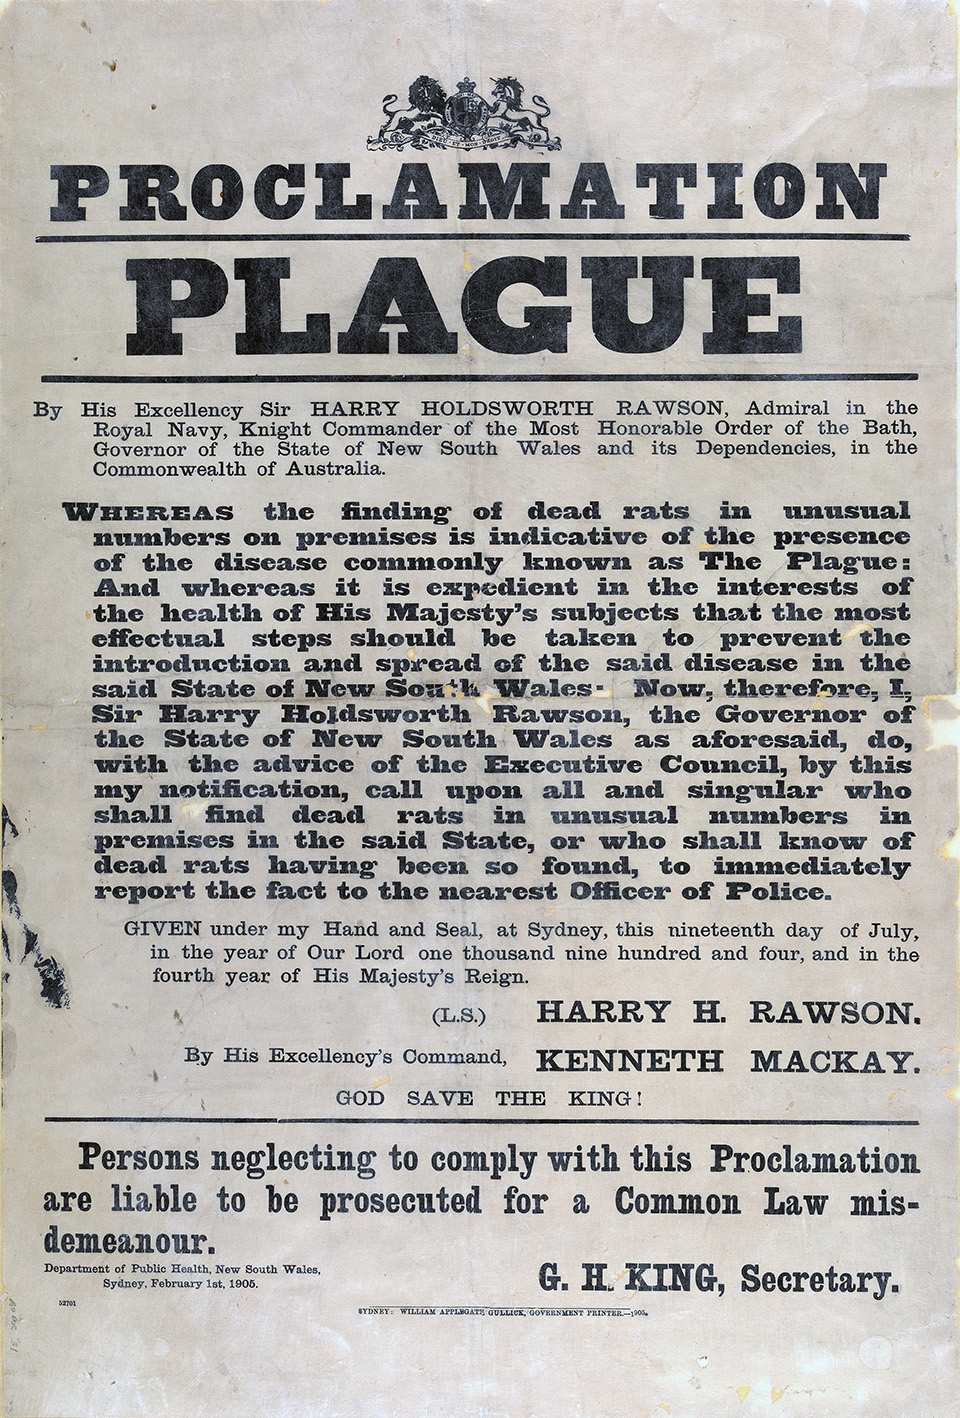 DIEU ET MON DROIT
PROCLAMATION
PLAGUE
By His Excellency Sir HARRY HOLDSWORTH RAWSON, Admiral in the
Royal Navy, Knight Commander of the Most Honorable Order of the Bath,
Governor of the State of New South Wales and its Dependencies, in the
Commonwealth of Australia.
WHEREAS the finding of dead rats in unusual
numbers on premises is indicative of the presence
of the disease commonly known as The Plague:
And whereas it is expedient in the interests of
the health of His Majesty's subjects that the most
effectual steps should be taken to prevent the
introduction and spread of the said disease in the
said State of New South Wales: Now, therefore, I,
Sir Harry Holdsworth Rawson, the Governor of
the State of New South Wales as aforesaid, do,
with the advice of the Executive Council, by this
my notification, call upon all and singular who
shall find dead rats in unusual numbers in
premises in the said State, or who shall know of
dead rats having been so found, to immediately
report the fact to the nearest Officer of Police.
GIVEN under my Hand and Seal, at Sydney, this nineteenth day of July,
in the year of Our Lord one thousand nine hundred and four, and in the
fourth year of His Majesty's Reign.
(L.S.) HARRY H. RAWSON.
By His Excellency's Command, KENNETH MACKAY.
GOD SAVE THE KING!
Persons neglecting to comply with this Proclamation
are liable to be prosecuted for a Common Law mis-
demeanour.
Department of Public Health, New South Wales,
Sydney, February 1st, 1905.
G. H. KING, Secretary.
52701
SYDNEY: WILLIAM APPLEGATE GULLICK, GOVERNMENT PRINTER.—1905.